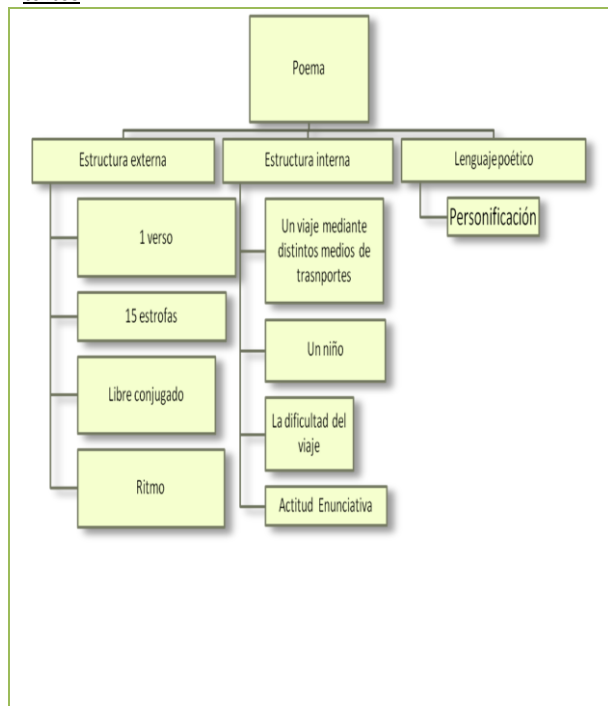 Poema
Estructura externa
1 verso
15 estrofas
Libre conjugado
Ritmo
Estructura interna
Un viaje mediante
distintos medios de
trasnportes
Un niño
La dificultad del
viaje
Actitud Enunciativa
Lenguaje poético
Personificación